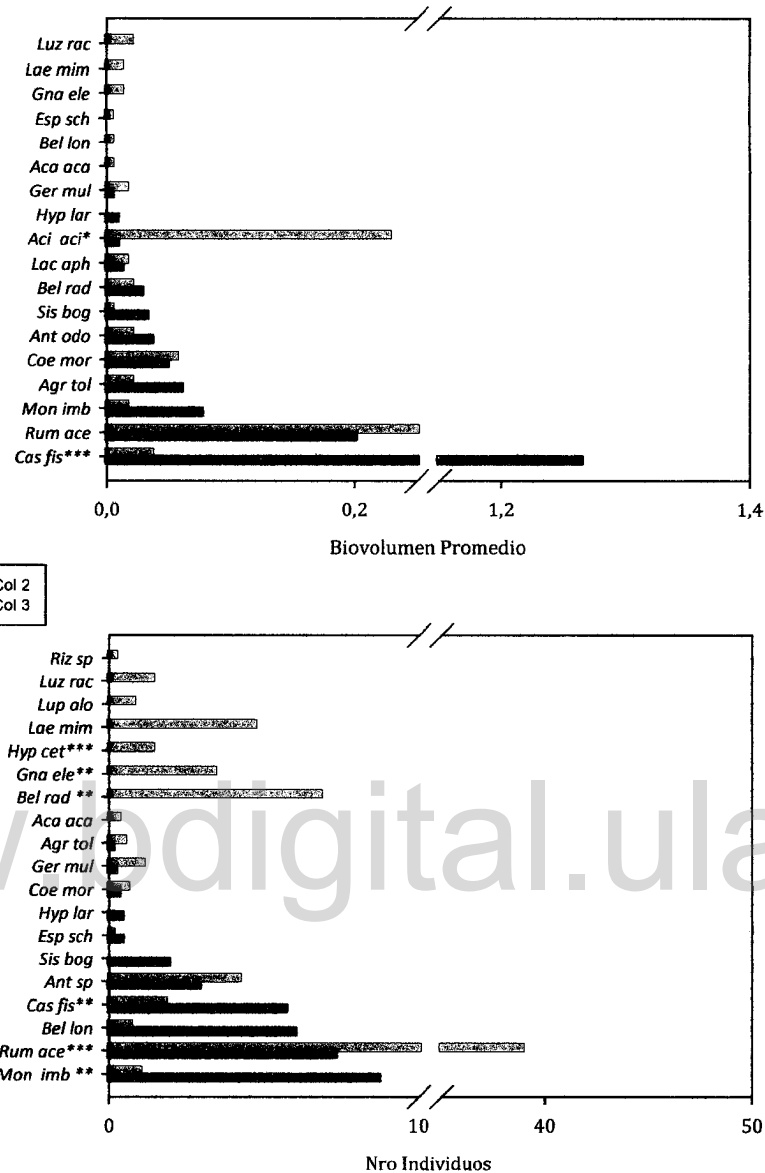 Luz rac
Lae mim
Gna ele
Esp sch
Bel lon
Aca aca
Ger mul
Hyp lar
Aci aci*
Lac aph
Bel rad
Sis bog
Ant odo
Coe mor
Agr tol
Mon imb
Rum ace
Cas fis***
0,0 0,2 1,2 1,4
Biovolumen Promedio
Col 2
Col 3
Riz sp
Luz rac
Lup alo
Lae mim
Hyp cet***
Gna ele**
Bel rad **
Aca aca
Agr tol
Ger mul
Coe mor
Hyp lar
Esp sch
Sis bog
Ant sp
Cas fis**
Bel lon
Rum ace***
Mon imb **
0 10 40 50
Nro Individuos
bdigital.ula